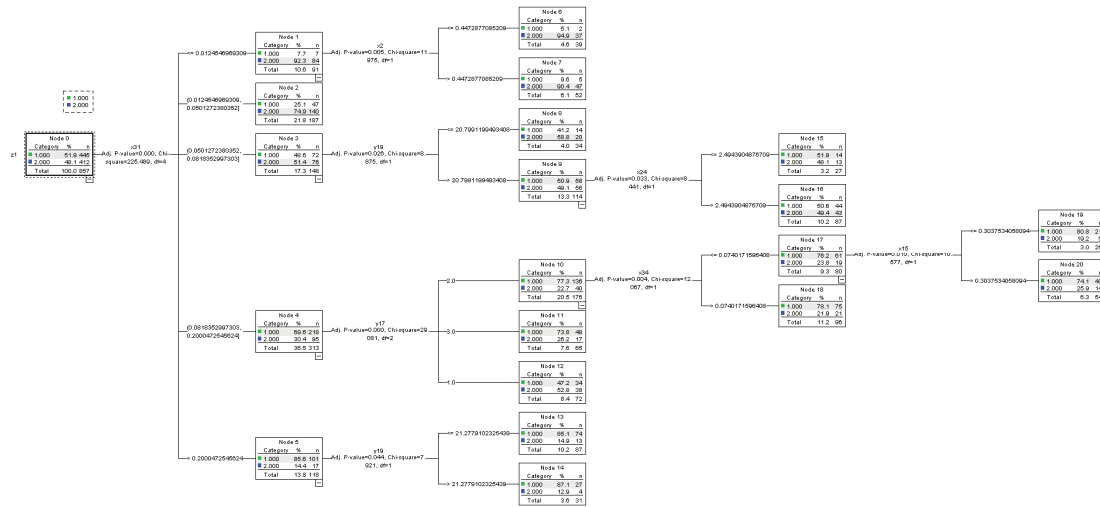 1.000
2.000
z1
Node 0
Category % n
1.000 51.9 445
2.000 48.1 412
Total 100.0 857
x31
Adj. P-value=0.000, Chi-
square=225.489, df=4
<= 0.0124646969309
(0.0124646969309,
0.0501272380352]
(0.0501272380352,
0.0818352997303]
(0.0818352997303,
0.2000472545624]
> 0.2000472545624
Node 1
Category % n
1.000 7.7 7
2.000 92.3 84
Total 10.6 91
Node 2
Category % n
1.000 25.1 47
2.000 74.9 140
Total 21.8 187
Node 3
Category % n
1.000 48.6 72
2.000 51.4 76
Total 17.3 148
Node 4
Category % n
1.000 69.6 218
2.000 30.4 95
Total 36.5 313
Node 5
Category % n
1.000 85.6 101
2.000 14.4 17
Total 13.8 118
x2
Adj. P-value=0.005, Chi-square=11.
975, df=1
<= 0.4472877085209
> 0.4472877085209
y19
Adj. P-value=0.026, Chi-square=8.
875, df=1
<= 20.7991199493408
> 20.7991199493408
y17
Adj. P-value=0.000, Chi-square=29.
081, df=2
2.0
3.0
1.0
y19
Adj. P-value=0.044, Chi-square=7.
921, df=1
<= 21.2779102325439
> 21.2779102325439
Node 6
Category % n
1.000 5.1 2
2.000 94.9 37
Total 4.6 39
Node 7
Category % n
1.000 9.6 5
2.000 90.4 47
Total 6.1 52
Node 8
Category % n
1.000 41.2 14
2.000 58.8 20
Total 4.0 34
Node 9
Category % n
1.000 50.9 58
2.000 49.1 56
Total 13.3 114
Node 10
Category % n
1.000 77.3 136
2.000 22.7 40
Total 20.5 176
Node 11
Category % n
1.000 73.8 48
2.000 26.2 17
Total 7.6 65
Node 12
Category % n
1.000 47.2 34
2.000 52.8 38
Total 8.4 72
Node 13
Category % n
1.000 85.1 74
2.000 14.9 13
Total 10.2 87
Node 14
Category % n
1.000 87.1 27
2.000 12.9 4
Total 3.6 31
x24
Adj. P-value=0.033, Chi-square=8.
441, df=1
<= 2.4943904876709
> 2.4943904876709
x34
Adj. P-value=0.004, Chi-square=12.
067, df=1
<= 0.0740171596408
> 0.0740171596408
Node 15
Category % n
1.000 51.9 14
2.000 48.1 13
Total 3.2 27
Node 16
Category % n
1.000 50.6 44
2.000 49.4 43
Total 10.2 87
Node 17
Category % n
1.000 76.2 61
2.000 23.8 19
Total 9.3 80
Node 18
Category % n
1.000 78.1 75
2.000 21.9 21
Total 11.2 96
x15
Adj. P-value=0.010, Chi-square=10.
577, df=1
<= 0.3037534058094
> 0.3037534058094
Node 19
Category % n
1.000 80.8
2.000 19.2
Total 3.0
Node 20
Category % n
1.000 74.1
2.000 25.9
Total 6.3